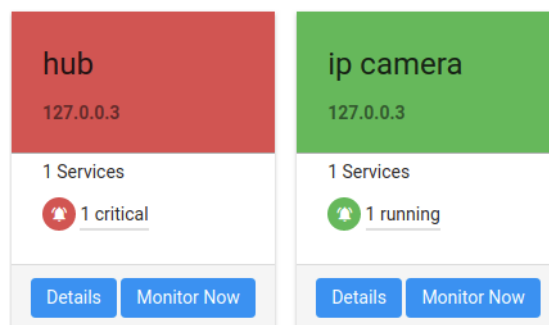 hub
127.0.0.3
1 Services
1 critical
Details
Monitor Now
ip camera
127.0.0.3
1 Services
1 running
Details
Monitor Now